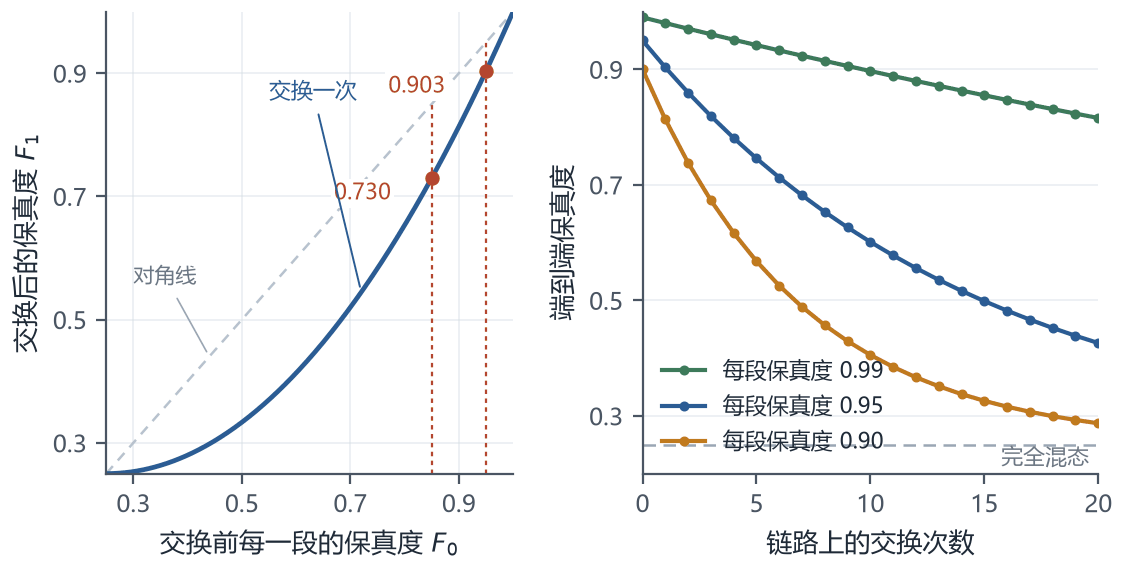 交换后的保真度 F₁
0.9
0.7
0.5
0.3
交换一次
0.903
0.730
对角线
0.3 0.5 0.7 0.9
交换前每一段的保真度 F₀
端到端保真度
0.9
0.7
0.5
0.3
每段保真度 0.99
每段保真度 0.95
每段保真度 0.90
完全混态
0 5 10 15 20
链路上的交换次数